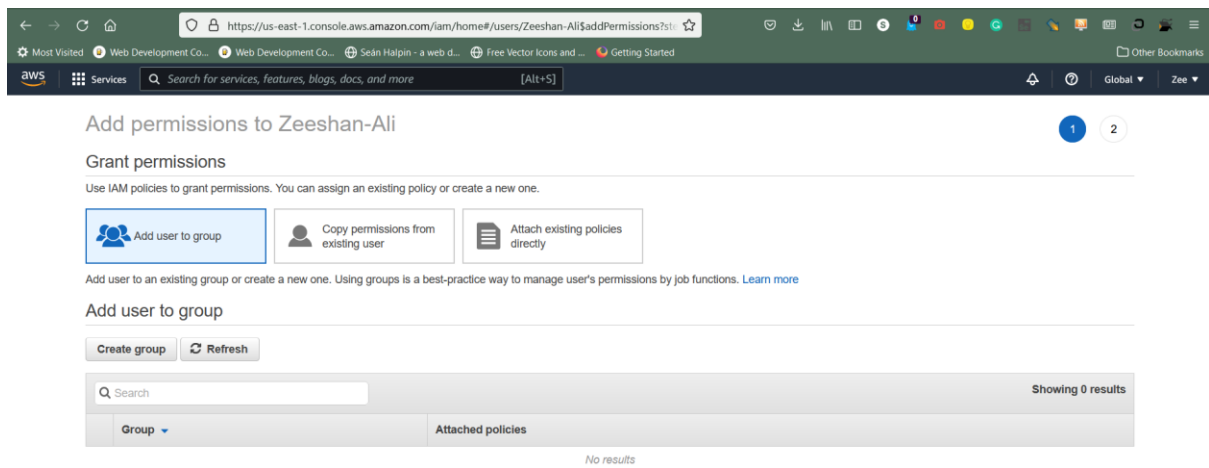 https://us-east-1.console.aws.amazon.com/iam/home#/users/Zeeshan-Ali$addPermissions?st
0
Most Visited Web Development Co... Web Development Co... Seán Halpin - a web d... Free Vector Icons and ... Getting Started Other Bookmarks
aws Services Search for services, features, blogs, docs, and more [Alt+S] Global Zee
Add permissions to Zeeshan-Ali 1 2
Grant permissions
Use IAM policies to grant permissions. You can assign an existing policy or create a new one.
Add user to group
Copy permissions from
existing user
Attach existing policies
directly
Add user to an existing group or create a new one. Using groups is a best-practice way to manage user's permissions by job functions. Learn more
Add user to group
Create group Refresh
Search Showing 0 results
Group Attached policies
No results